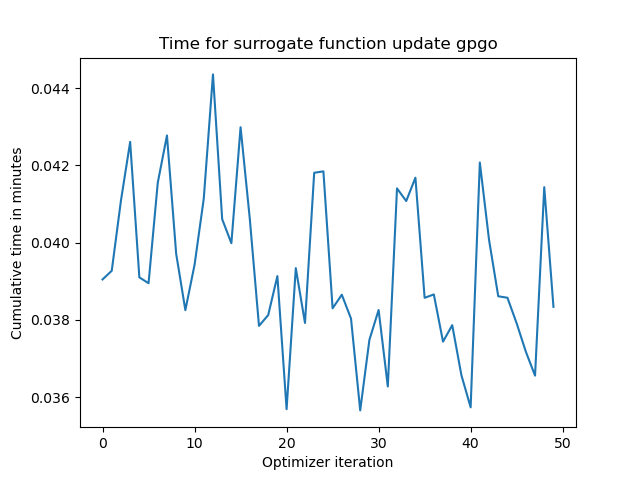 Time for surrogate function update gpgo
Cumulative time in minutes
0.044
0.042
0.040
0.038
0.036
0 10 20 30 40 50
Optimizer iteration